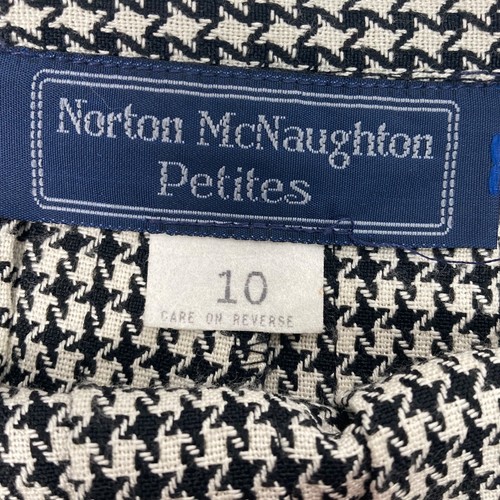 Norton McNaughton
Petites
10
CARE ON REVERSE